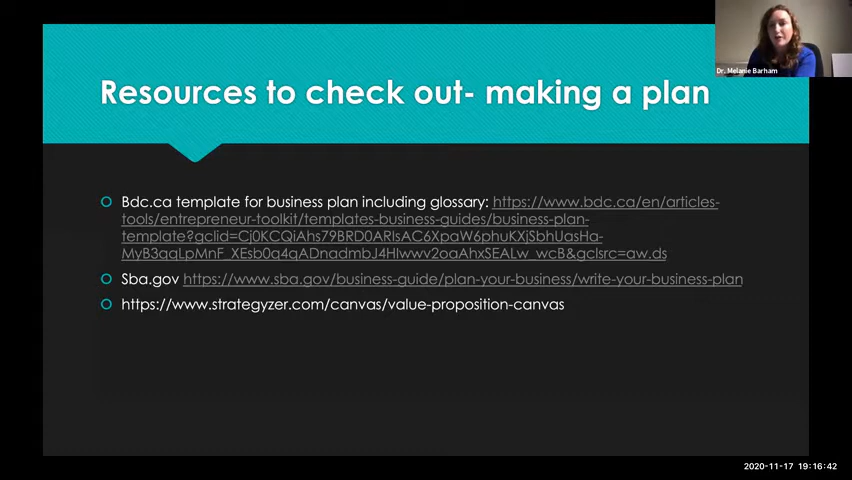 Dr. Melanie Barham
Resources to check out- making a plan
Bdc.ca template for business plan including glossary: https://www.bdc.ca/en/articles-
tools/entrepreneur-toolkit/templates-business-guides/business-plan-
template?gclid=Cj0KCQiAhs79BRD0ARIsAC6XpaW6phuKXjSbhUasHa-
MyB3aqLpMnF_XEsb0q4qADnadmbJ4HIwwv2oaAhxSEALw_wcB&gclsrc=aw.ds
Sba.gov https://www.sba.gov/business-guide/plan-your-business/write-your-business-plan
https://www.strategyzer.com/canvas/value-proposition-canvas
2020-11-17 19:16:42